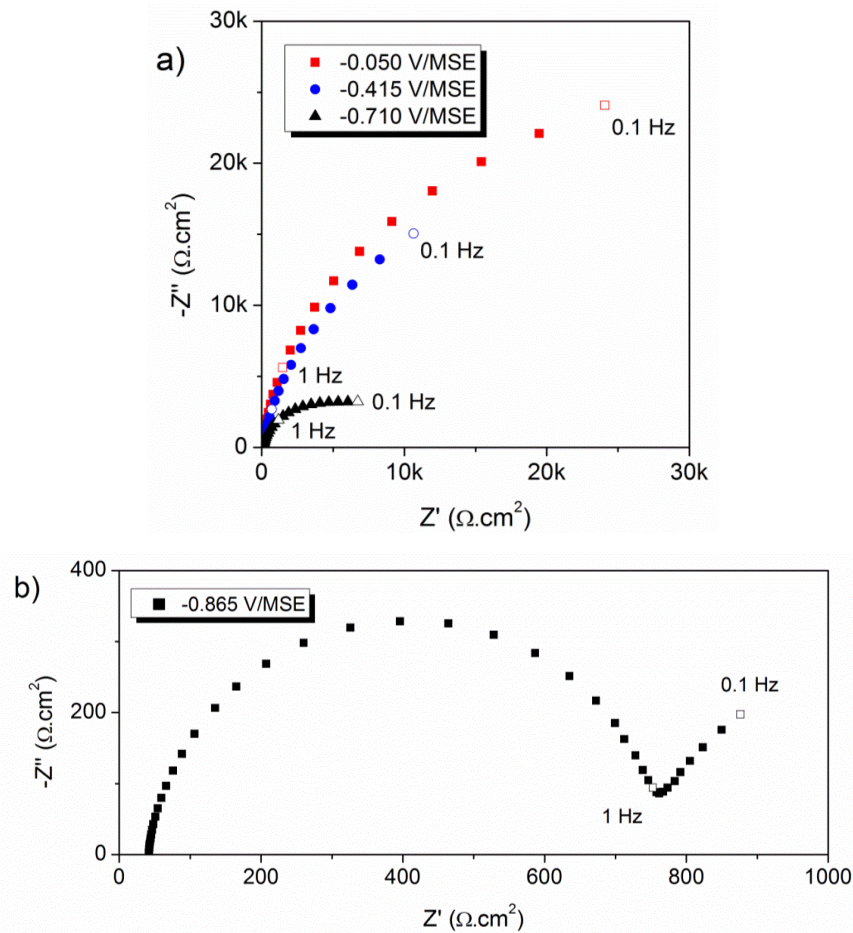 a)
30k
-0.050 V/MSE
-0.415 V/MSE
-0.710 V/MSE
0.1 Hz
20k
-Z" (Ω.cm²)
0.1 Hz
10k
1 Hz
0.1 Hz
1 Hz
0
0 10k 20k 30k
Z' (Ω.cm²)
b)
400
-0.865 V/MSE
0.1 Hz
200
-Z" (Ω.cm²)
1 Hz
0
0 200 400 600 800 1000
Z' (Ω.cm²)